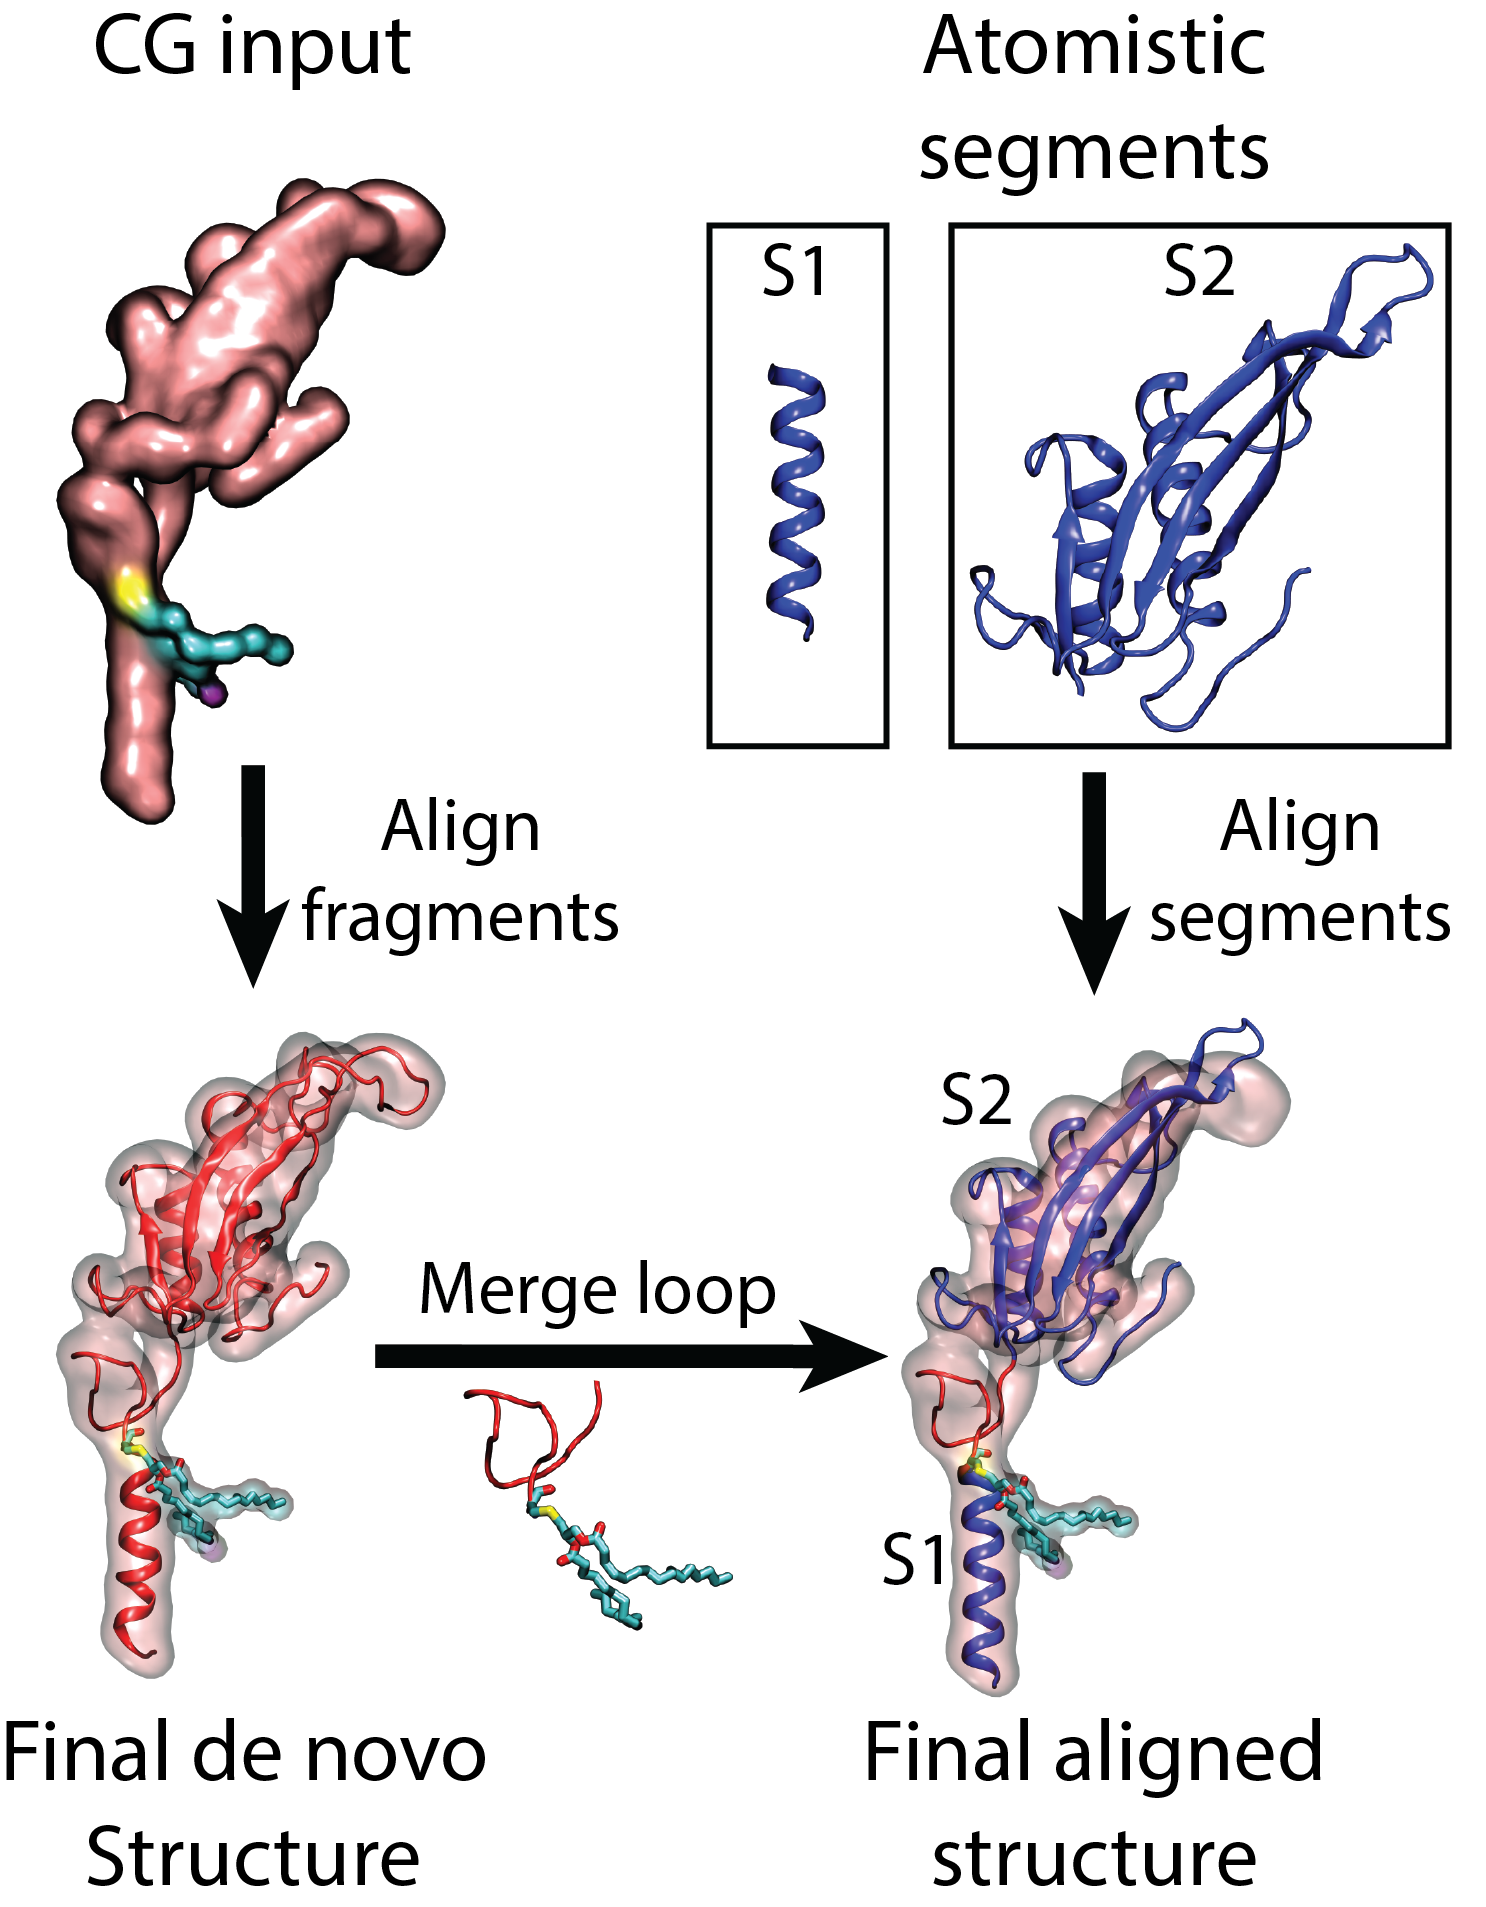 CG input
Atomistic
segments
S1
S2
Align
fragments
Align
segments
S2
Merge loop
S1
Final de novo
Structure
Final aligned
structure